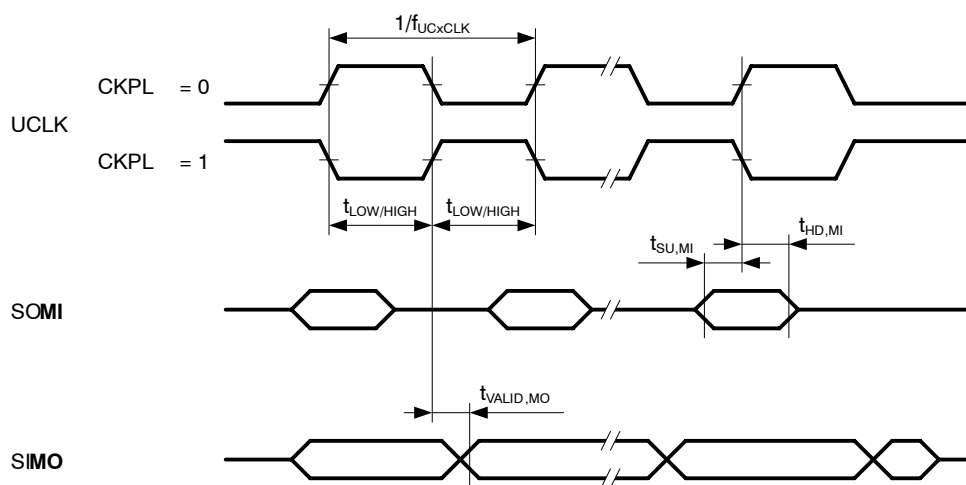 1/fUCxCLK
CKPL = 0
UCLK
CKPL = 1
tLOW/HIGH tLOW/HIGH
tHD,MI
tSU,MI
SOMI
tVALID,MO
SIMO